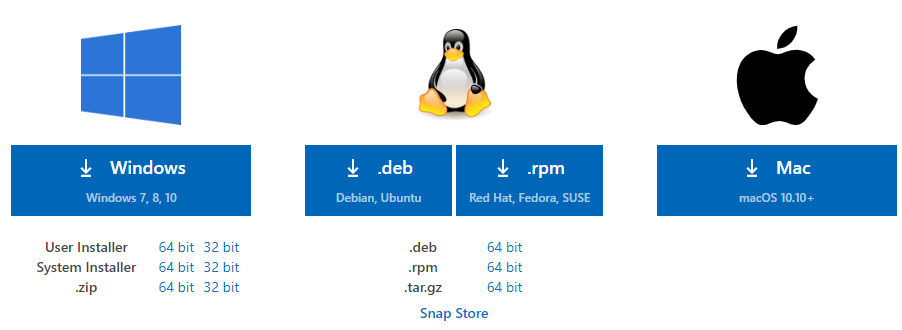 Windows
Windows 7, 8, 10
User Installer 64 bit 32 bit
System Installer 64 bit 32 bit
.zip 64 bit 32 bit
.deb
Debian, Ubuntu
.rpm
Red Hat, Fedora, SUSE
.deb 64 bit
.rpm 64 bit
.tar.gz 64 bit
Snap Store
Mac
macOS 10.10+